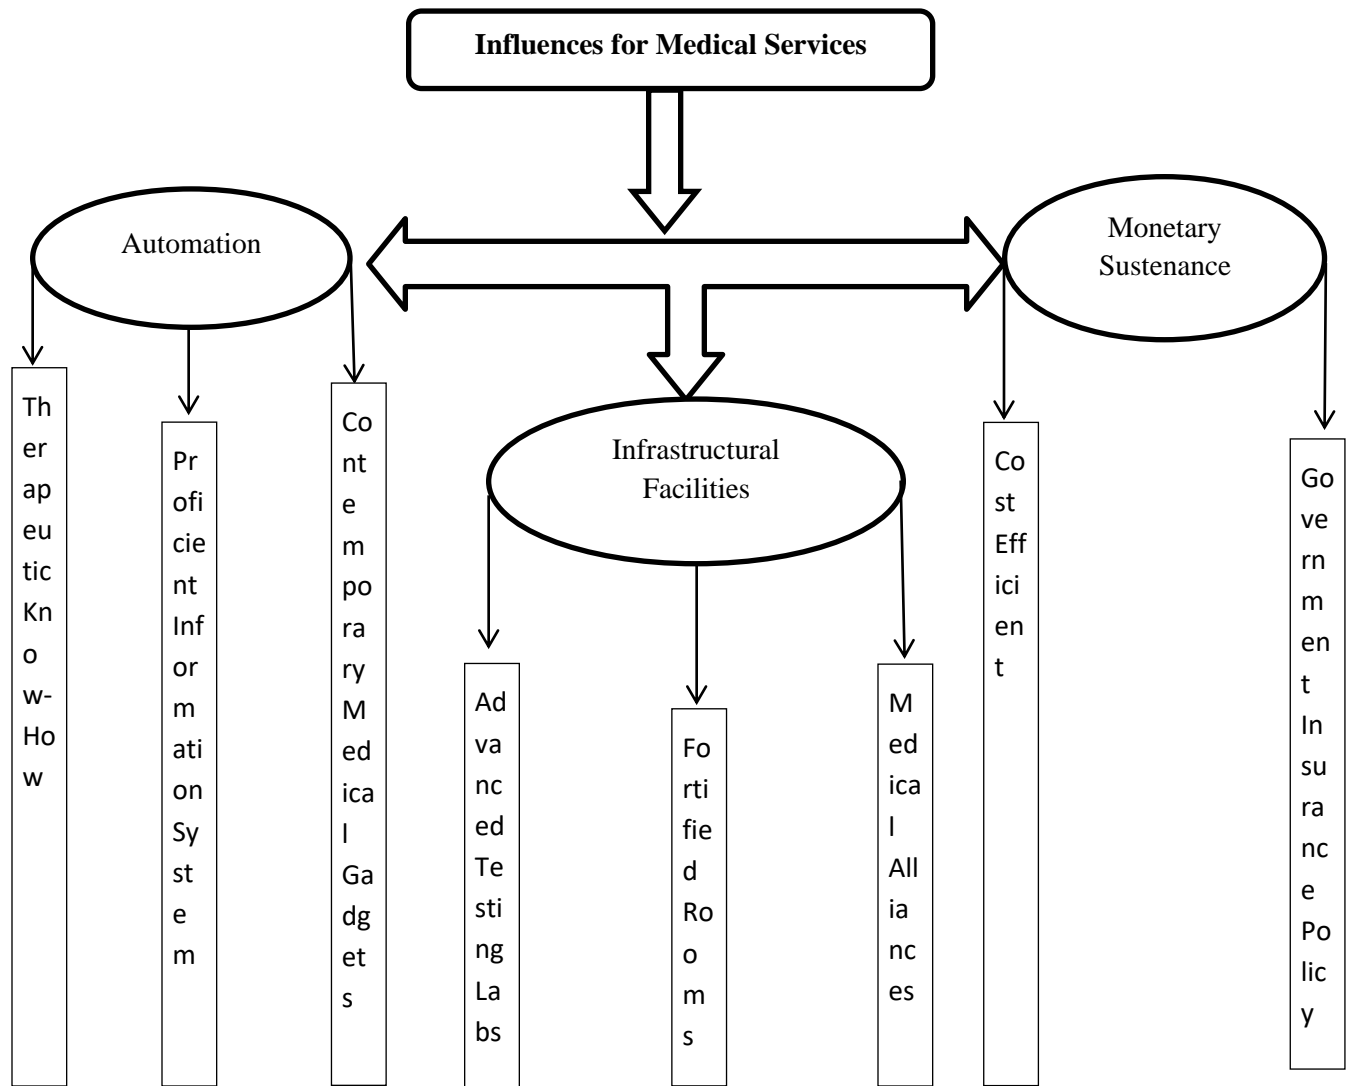 Influences for Medical Services
Automation
Monetary
Sustenance
Infrastructural
Facilities
Th
er
ap
eu
tic
Kn
o
w-
Ho
w
Pr
ofi
cie
nt
Inf
or
m
ati
on
Sy
st
e
m
Co
nt
e
m
po
ra
ry
M
ed
ica
l
Ga
dg
et
s
Ad
va
nc
ed
Te
sti
ng
La
bs
Fo
rti
fie
d
Ro
o
m
s
M
ed
ica
l
All
ia
nc
es
Co
st
Eff
ici
en
t
Go
ve
rn
m
en
t
In
su
ra
nc
e
Po
lic
y